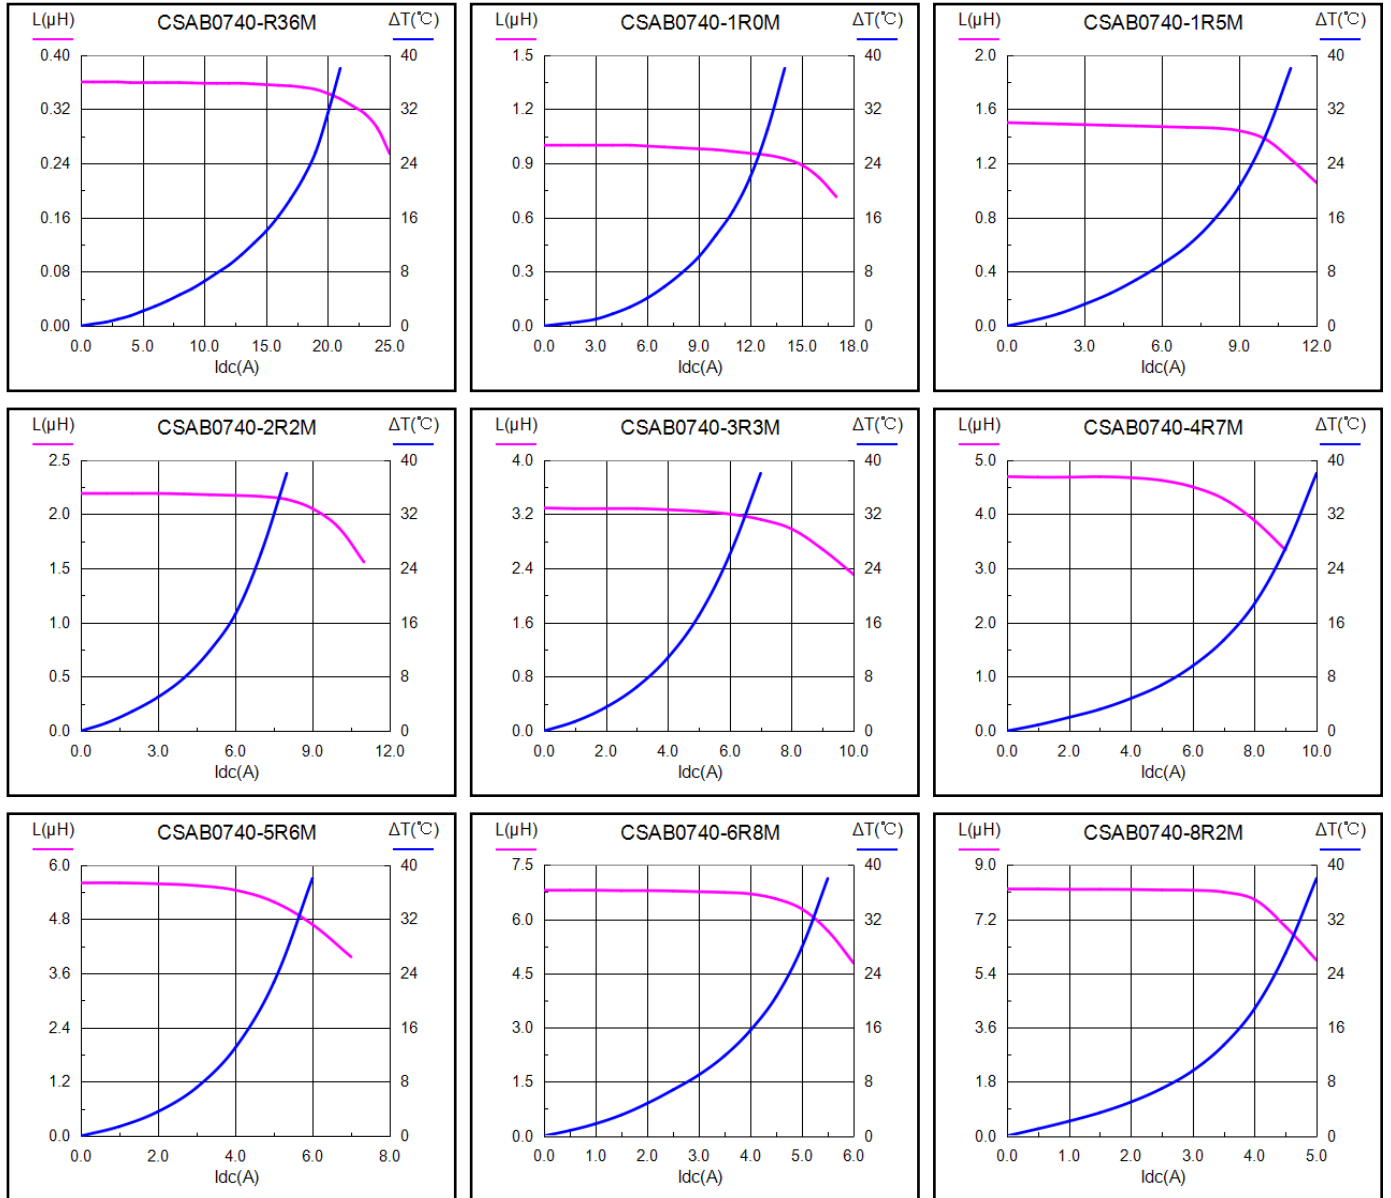 L(μH) CSAB0740-R36M ΔT(℃)
0.40 40
0.32 32
0.24 24
0.16 16
0.08 8
0.00 0
0.0 5.0 10.0 15.0 20.0 25.0
Idc(A)
L(μH) CSAB0740-1R0M ΔT(℃)
1.5 40
1.2 32
0.9 24
0.6 16
0.3 8
0.0 0
0.0 3.0 6.0 9.0 12.0 15.0 18.0
Idc(A)
L(μH) CSAB0740-1R5M ΔT(℃)
2.0 40
1.6 32
1.2 24
0.8 16
0.4 8
0.0 0
0.0 3.0 6.0 9.0 12.0
Idc(A)
L(μH) CSAB0740-2R2M ΔT(℃)
2.5 40
2.0 32
1.5 24
1.0 16
0.5 8
0.0 0
0.0 3.0 6.0 9.0 12.0
Idc(A)
L(μH) CSAB0740-3R3M ΔT(℃)
4.0 40
3.2 32
2.4 24
1.6 16
0.8 8
0.0 0
0.0 2.0 4.0 6.0 8.0 10.0
Idc(A)
L(μH) CSAB0740-4R7M ΔT(℃)
5.0 40
4.0 32
3.0 24
2.0 16
1.0 8
0.0 0
0.0 2.0 4.0 6.0 8.0 10.0
Idc(A)
L(μH) CSAB0740-5R6M ΔT(℃)
6.0 40
4.8 32
3.6 24
2.4 16
1.2 8
0.0 0
0.0 2.0 4.0 6.0 8.0
Idc(A)
L(μH) CSAB0740-6R8M ΔT(℃)
7.5 40
6.0 32
4.5 24
3.0 16
1.5 8
0.0 0
0.0 1.0 2.0 3.0 4.0 5.0 6.0
Idc(A)
L(μH) CSAB0740-8R2M ΔT(℃)
9.0 40
7.2 32
5.4 24
3.6 16
1.8 8
0.0 0
0.0 1.0 2.0 3.0 4.0 5.0
Idc(A)